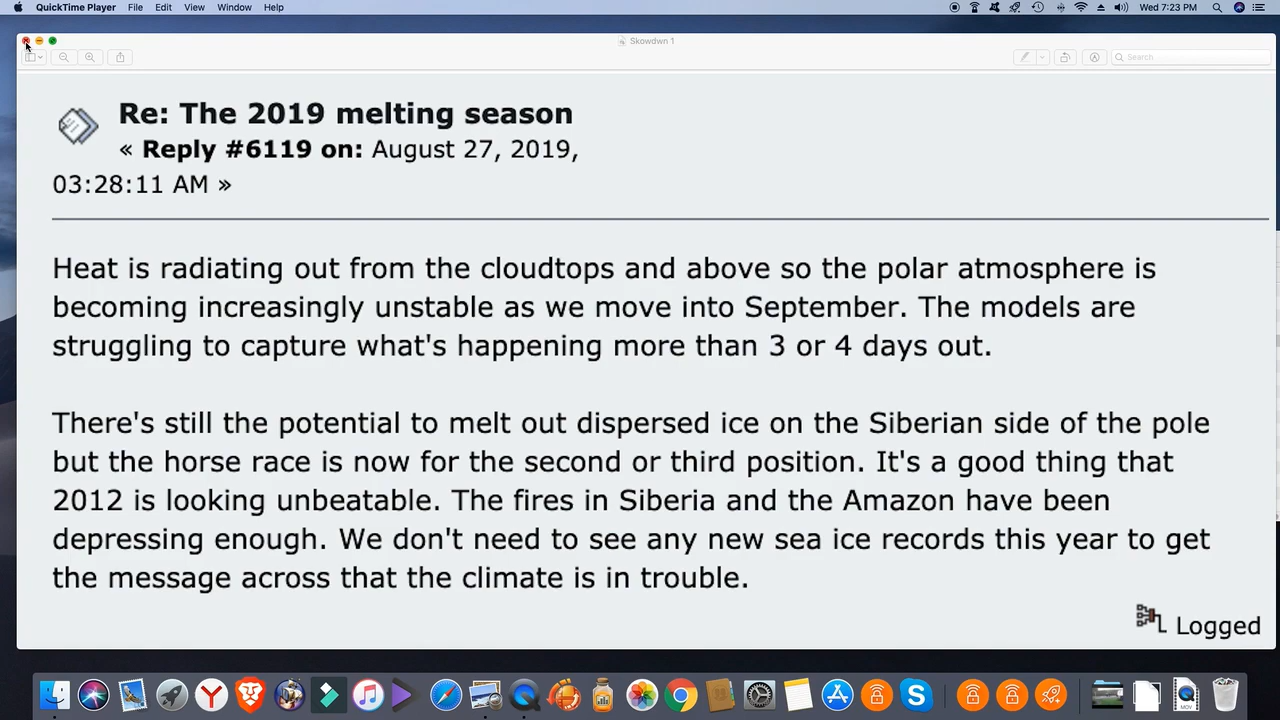 QuickTime Player File Edit View Window Help Wed 7:23 PM
Skowdwn 1
Search
Re: The 2019 melting season
« Reply #6119 on: August 27, 2019,
03:28:11 AM »
Heat is radiating out from the cloudtops and above so the polar atmosphere is
becoming increasingly unstable as we move into September. The models are
struggling to capture what's happening more than 3 or 4 days out.
There's still the potential to melt out dispersed ice on the Siberian side of the pole
but the horse race is now for the second or third position. It's a good thing that
2012 is looking unbeatable. The fires in Siberia and the Amazon have been
depressing enough. We don't need to see any new sea ice records this year to get
the message across that the climate is in trouble.
Logged